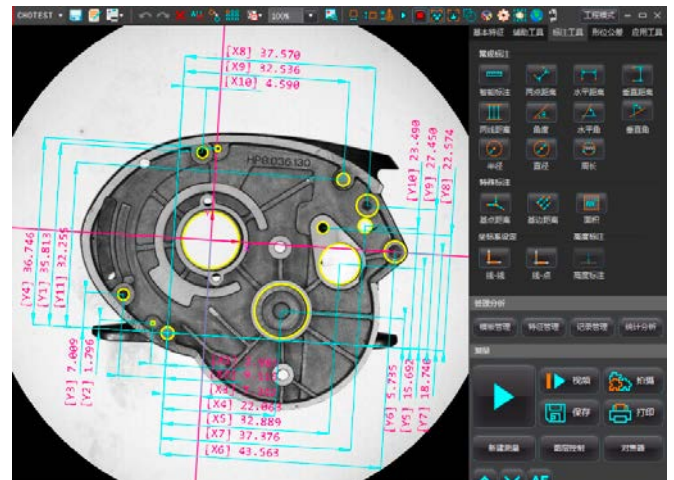 CHOTEST
ALL
100%
工程模式
基本特征 辅助工具 标注工具 形位公差 应用工具
常规标注
智能标注 两点距离 水平距离 垂直距离
两线距离 角度 水平角 垂直角
半径 直径 周长
特殊标注
基点距离 基边距离 面积
坐标系设定 高度标注
线-线 线-点 高度标注
管理分析
模板管理 特征管理 记录管理 统计分析
测量
视频 拍摄
保存 打印
新建测量 图层控制 对焦器
AF
[X8] 37.570
[X9] 32.536
[X10] 4.590
HP8.036130
[Y10] 23.490
[Y9] 27.450
[Y8] 22.574
[Y4] 36.746
[Y1] 35.813
[Y11] 32.255
[Y3] 7.009
[Y2] 1.796
[X4] 22.063
[X5] 32.889
[X7] 37.376
[X6] 43.563
[Y6] 5.735
[Y5] 15.692
[Y7] 18.740